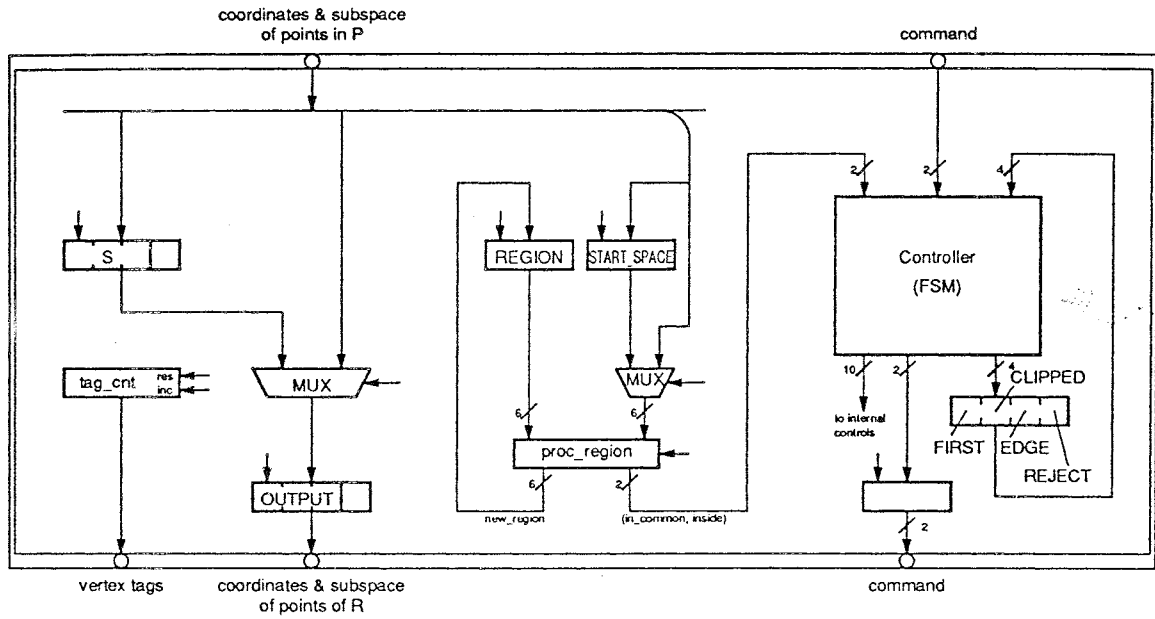 coordinates & subspace
of points in P
command
2
2
4
S
REGION
START_SPACE
Controller
(FSM)
tag_cnt
res
inc
MUX
MUX
10
2
4
CLIPPED
to internal
controls
FIRST
EDGE
REJECT
6
6
proc_region
OUTPUT
6
2
new_region
(in_common, inside)
2
vertex tags
coordinates & subspace
of points of R
command